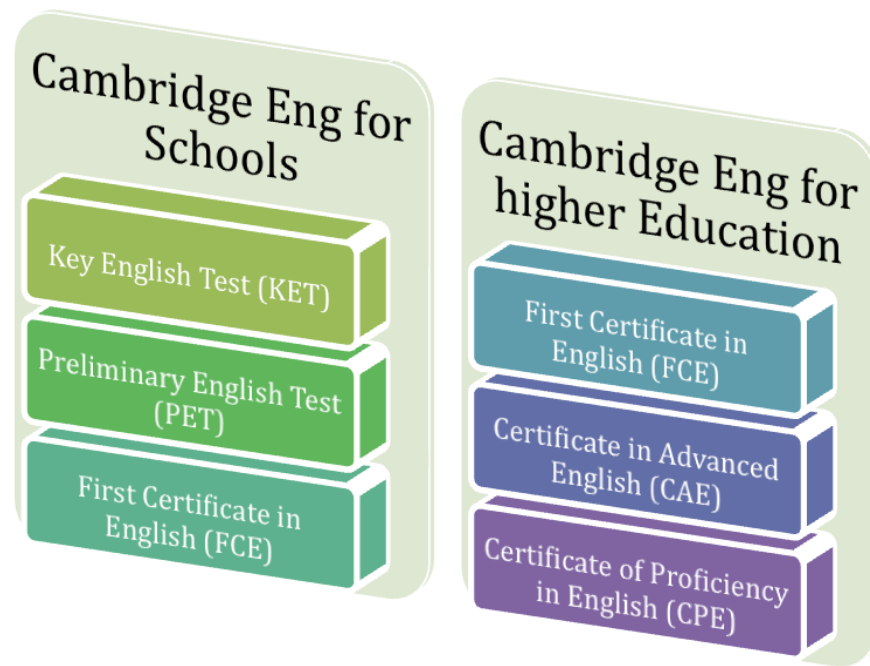 Cambridge Eng for
Schools
Key English Test (KET)
Preliminary English Test
(PET)
First Certificate in
English (FCE)
Cambridge Eng for
higher Education
First Certificate in
English (FCE)
Certificate in Advanced
English (CAE)
Certificate of Proficiency
in English (CPE)